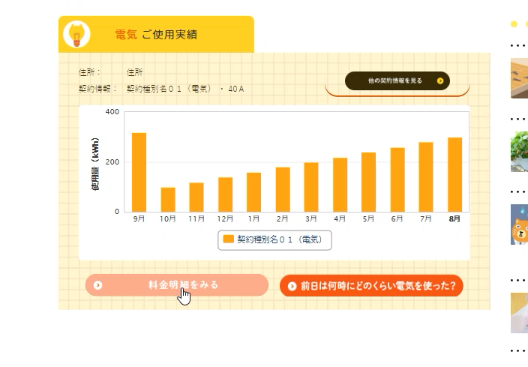 電気 ご使用実績
住所： 住所
契約情報： 契約種別名０１（電気）・ 40A
他の契約情報を見る
使用量（kWh）
400
200
0
9月 10月 11月 12月 1月 2月 3月 4月 5月 6月 7月 8月
契約種別名０１（電気）
料金明細をみる
前日は何時にどのくらい電気を使った？